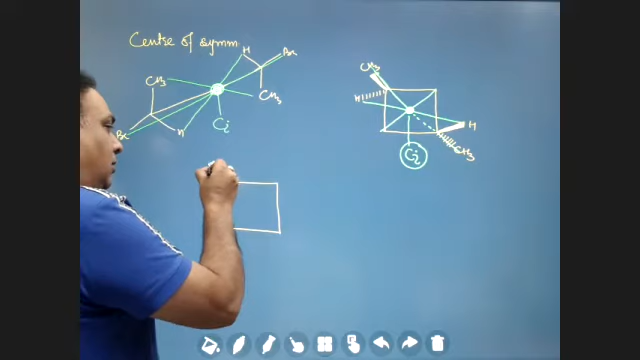 Centre of symm
H Br
CH3
CH3
Br H
Ci
CH3
H
H
CH3
Ci